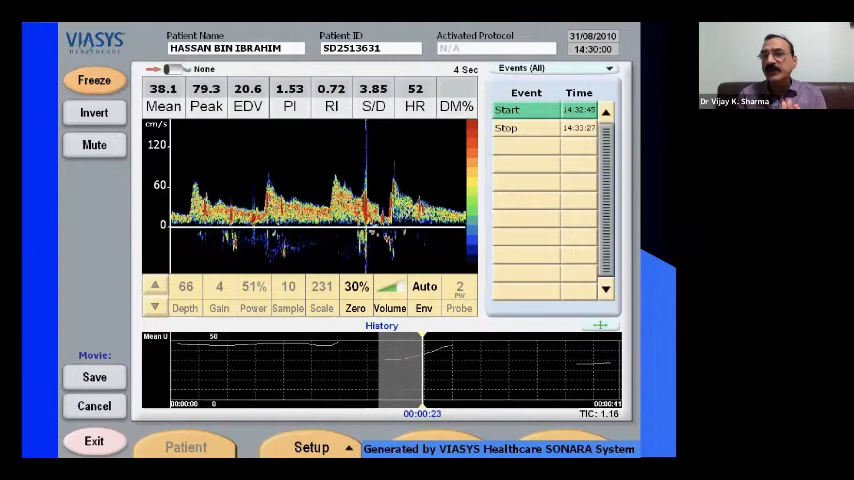 VIASYS
HEALTHCARE
Patient Name
HASSAN BIN IBRAHIM
Patient ID
SD2513631
Activated Protocol
N/A
31/08/2010
14:30:00
Freeze
Invert
Mute
None
4 Sec
38.1 79.3 20.6 1.53 0.72 3.85 52
Mean Peak EDV PI RI S/D HR DM%
cm/s
120
60
0
66 4 51% 10 231 30% Auto 2
PW
Depth Gain Power Sample Scale Zero Volume Env Probe
Events (All)
Event Time
Start 14:32:45
Stop 14:33:27
History
Mean U 50
00:00:00 0 00:00:41
00:00:23
TIC: 1.16
Movie:
Save
Cancel
Exit
Patient
Setup
Generated by VIASYS Healthcare SONARA System
Dr Vijay K. Sharma